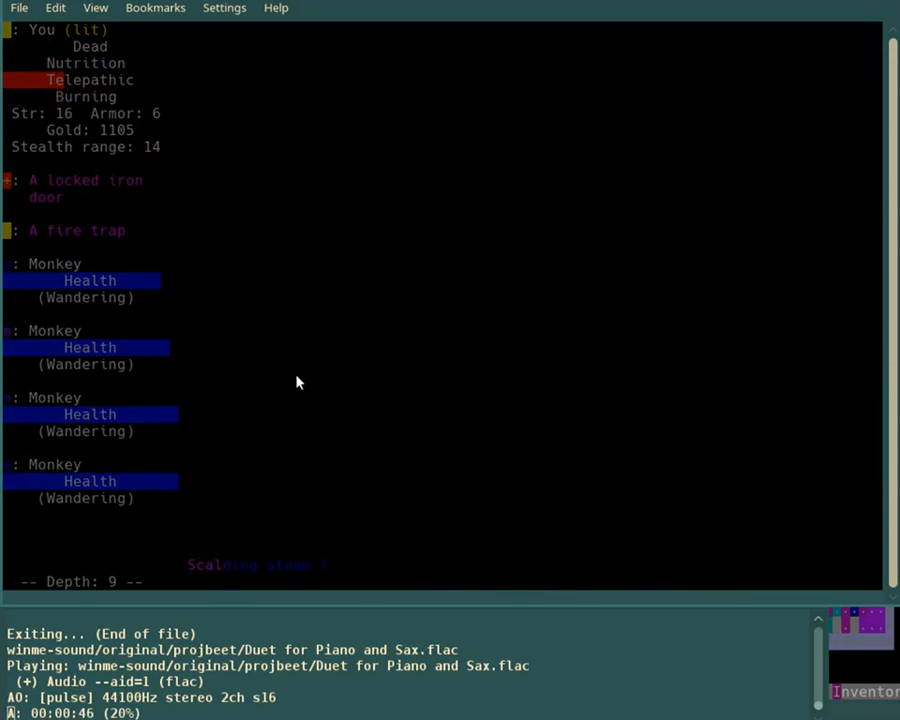 File Edit View Bookmarks Settings Help
: You (lit)
Dead
Nutrition
Telepathic
Burning
Str: 16 Armor: 6
Gold: 1105
Stealth range: 14
+: A locked iron
door
: A fire trap
m: Monkey
Health
(Wandering)
m: Monkey
Health
(Wandering)
m: Monkey
Health
(Wandering)
m: Monkey
Health
(Wandering)
Scalding steam !
-- Depth: 9 --
Exiting... (End of file)
winme-sound/original/projbeet/Duet for Piano and Sax.flac
Playing: winme-sound/original/projbeet/Duet for Piano and Sax.flac
(+) Audio --aid=1 (flac)
AO: [pulse] 44100Hz stereo 2ch s16
A: 00:00:46 (20%)
Inventor